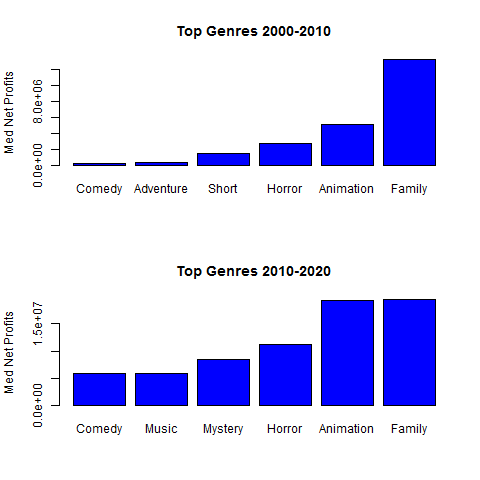 Top Genres 2000-2010
Med Net Profits
8.0e+06
0.0e+00
Comedy Adventure Short Horror Animation Family
Top Genres 2010-2020
Med Net Profits
1.5e+07
0.0e+00
Comedy Music Mystery Horror Animation Family